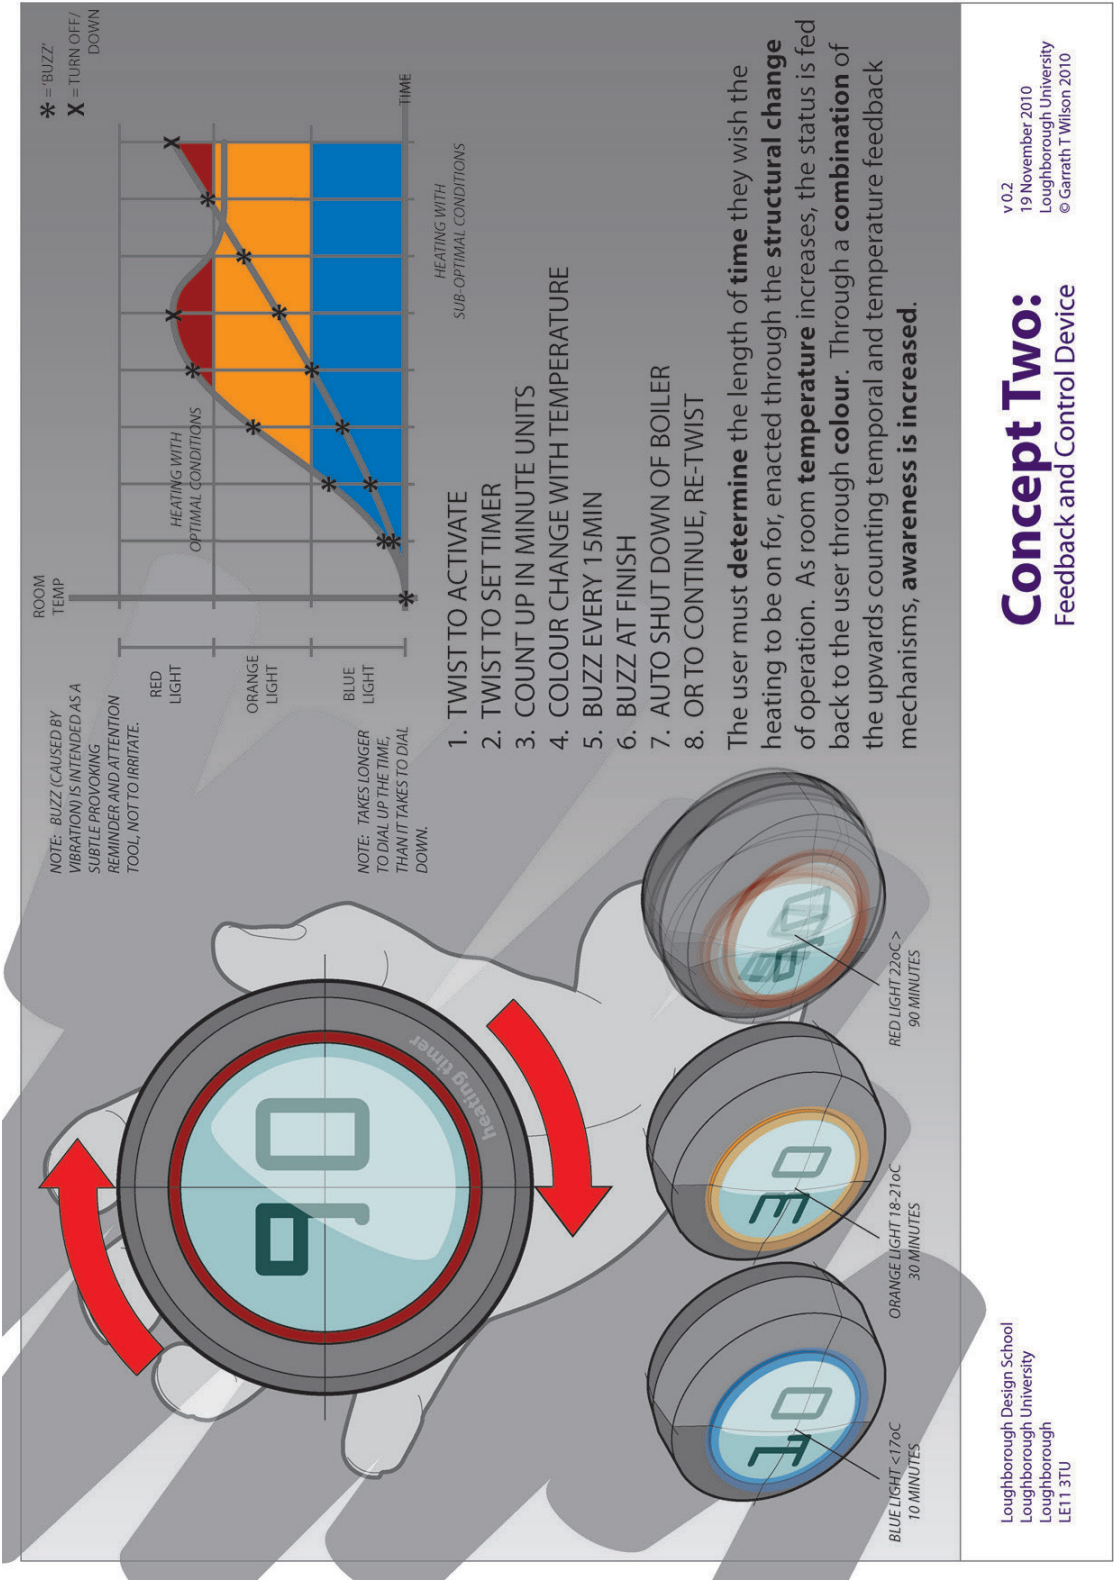 NOTE: BUZZ (CAUSED BY
VIBRATION) IS INTENDED AS A
SUBTLE PROVOKING
REMINDER AND ATTENTION
TOOL, NOT TO IRRITATE.
NOTE: TAKES LONGER
TO DIAL UP THE TIME,
THAN IT TAKES TO DIAL
DOWN.
ROOM
TEMP
RED
LIGHT
ORANGE
LIGHT
BLUE
LIGHT
HEATING WITH
OPTIMAL CONDITIONS
* = 'BUZZ'
X = TURN OFF/
DOWN
TIME
HEATING WITH
SUB-OPTIMAL CONDITIONS
heating timer
90
1. TWIST TO ACTIVATE
2. TWIST TO SET TIMER
3. COUNT UP IN MINUTE UNITS
4. COLOUR CHANGE WITH TEMPERATURE
5. BUZZ EVERY 15MIN
6. BUZZ AT FINISH
7. AUTO SHUT DOWN OF BOILER
8. OR TO CONTINUE, RE-TWIST
The user must determine the length of time they wish the
heating to be on for, enacted through the structural change
of operation. As room temperature increases, the status is fed
back to the user through colour. Through a combination of
the upwards counting temporal and temperature feedback
mechanisms, awareness is increased.
10
30
90
BLUE LIGHT <17oC
10 MINUTES
ORANGE LIGHT 18-21oC
30 MINUTES
RED LIGHT 22oC >
90 MINUTES
Loughborough Design School
Loughborough University
Loughborough
LE11 3TU
Concept Two:
Feedback and Control Device
v 0.2
19 November 2010
Loughborough University
© Garrath T Wilson 2010